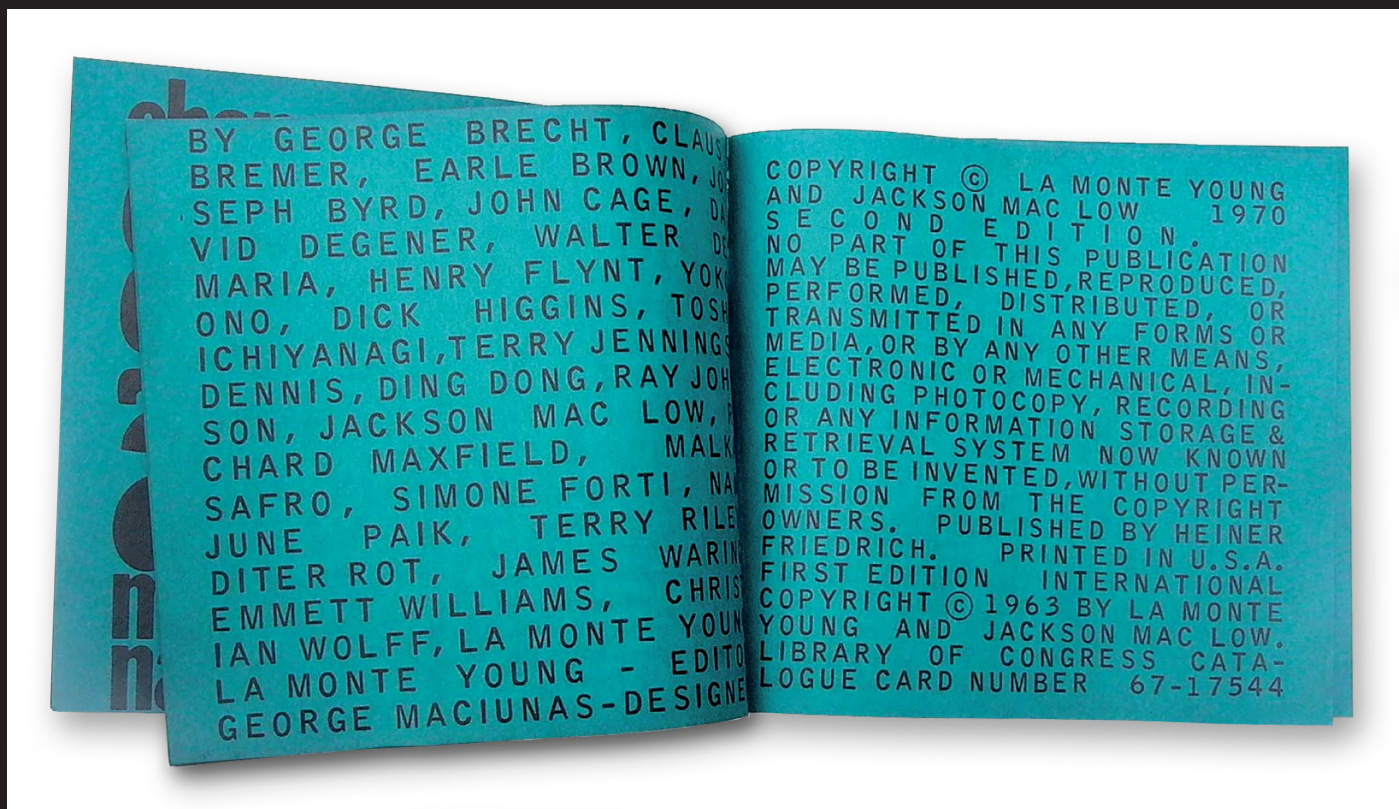 BY GEORGE BRECHT, CLAUS
BREMER, EARLE BROWN, JO
SEPH BYRD, JOHN CAGE, DA
VID DEGENER, WALTER DE
MARIA, HENRY FLYNT, YOK
ONO, DICK HIGGINS, TOSH
ICHIYANAGI, TERRY JENNINGS
DENNIS, DING DONG, RAY JOH
SON, JACKSON MAC LOW,
CHARD MAXFIELD, MALK
SAFRO, SIMONE FORTI, NA
JUNE PAIK, TERRY RILE
DITER ROT, JAMES WARIN
EMMETT WILLIAMS, CHRIST
IAN WOLFF, LA MONTE YOUN
LA MONTE YOUNG - EDITO
GEORGE MACIUNAS-DESIGNE
COPYRIGHT © LA MONTE YOUNG
AND JACKSON MAC LOW 1970
SECOND EDITION.
NO PART OF THIS PUBLICATION
MAY BE PUBLISHED, REPRODUCED,
PERFORMED, DISTRIBUTED, OR
TRANSMITTED IN ANY FORMS OR
MEDIA, OR BY ANY OTHER MEANS,
ELECTRONIC OR MECHANICAL, IN-
CLUDING PHOTOCOPY, RECORDING
OR ANY INFORMATION STORAGE &
RETRIEVAL SYSTEM NOW KNOWN
OR TO BE INVENTED, WITHOUT PER-
MISSION FROM THE COPYRIGHT
OWNERS. PUBLISHED BY HEINER
FRIEDRICH. PRINTED IN U.S.A.
FIRST EDITION INTERNATIONAL
COPYRIGHT © 1963 BY LA MONTE
YOUNG AND JACKSON MAC LOW.
LIBRARY OF CONGRESS CATA-
LOGUE CARD NUMBER 67-17544